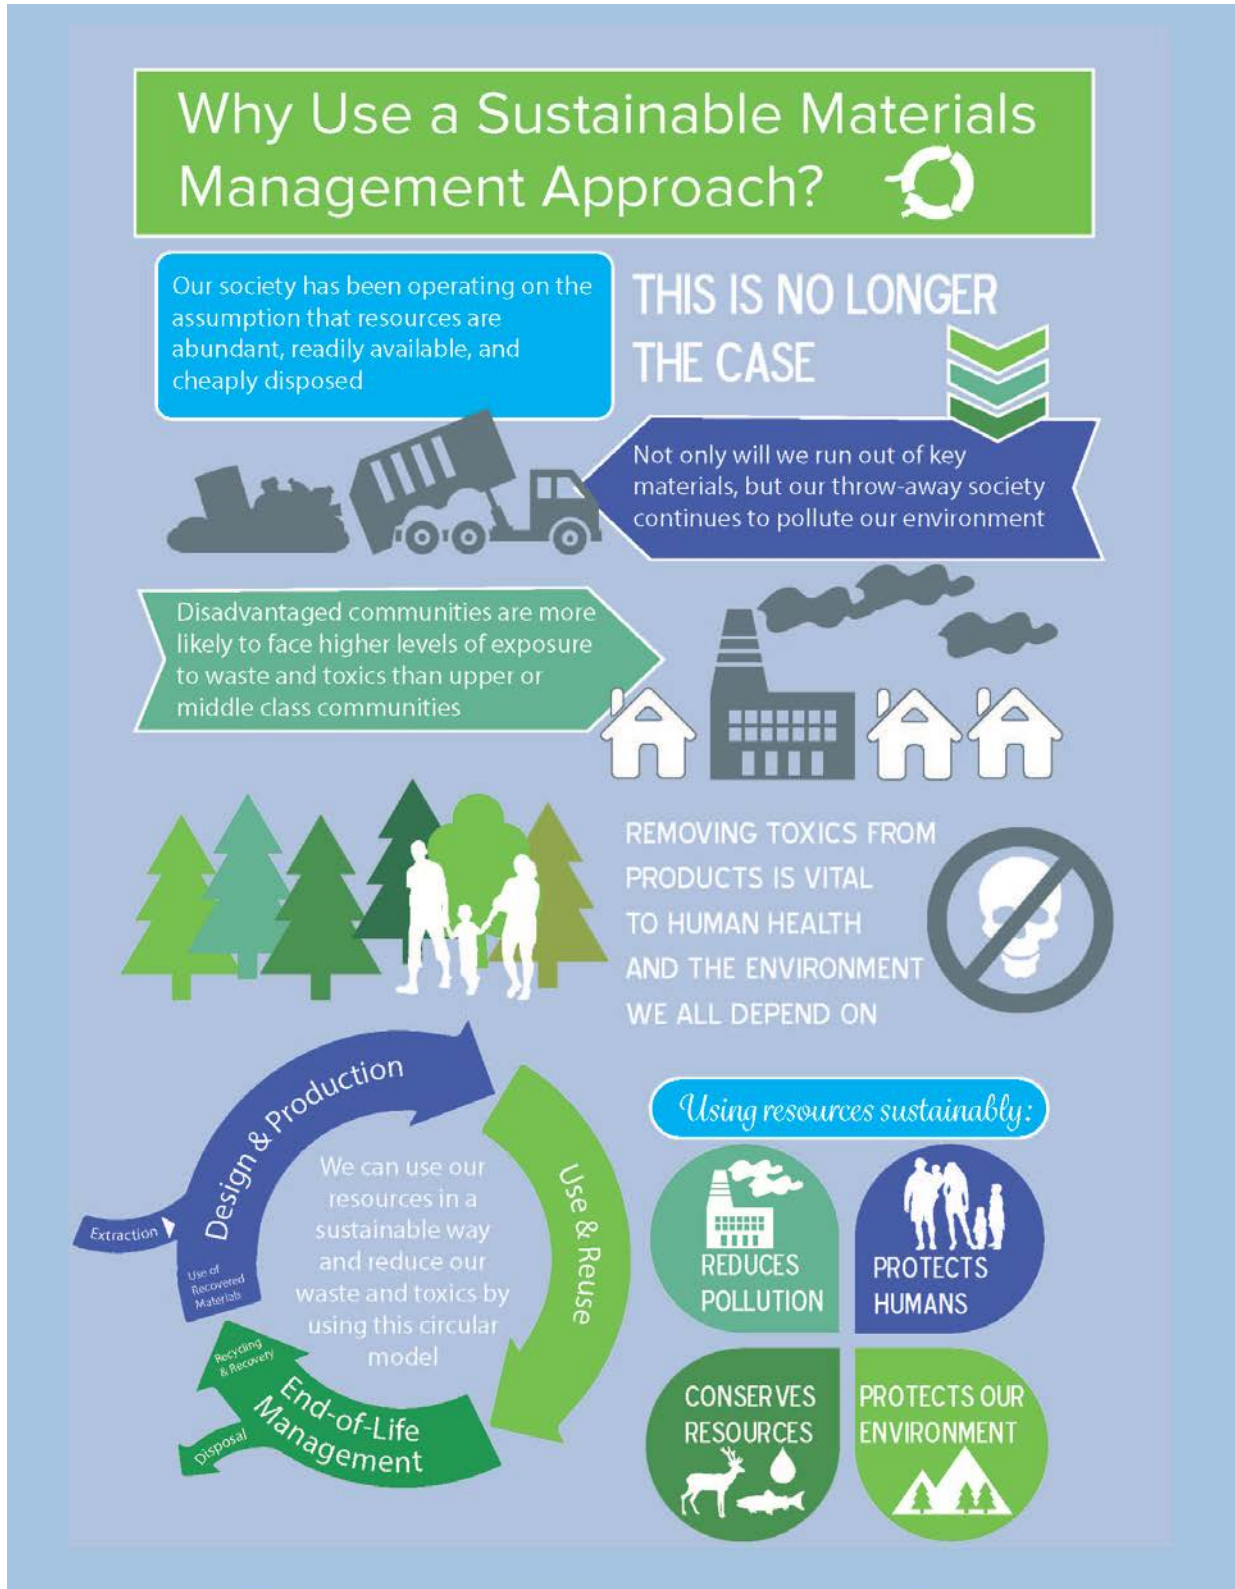 Why Use a Sustainable Materials
Management Approach?
Our society has been operating on the
assumption that resources are
abundant, readily available, and
cheaply disposed
THIS IS NO LONGER
THE CASE
Not only will we run out of key
materials, but our throw-away society
continues to pollute our environment
Disadvantaged communities are more
likely to face higher levels of exposure
to waste and toxics than upper or
middle class communities
REMOVING TOXICS FROM
PRODUCTS IS VITAL
TO HUMAN HEALTH
AND THE ENVIRONMENT
WE ALL DEPEND ON
Extraction
Design & Production
Use of
Recovered
Materials
Use & Reuse
We can use our
resources in a
sustainable way
and reduce our
waste and toxics by
using this circular
model
Recycling
& Recovery
End-of-Life
Management
Disposal
Using resources sustainably:
REDUCES
POLLUTION
PROTECTS
HUMANS
CONSERVES
RESOURCES
PROTECTS OUR
ENVIRONMENT